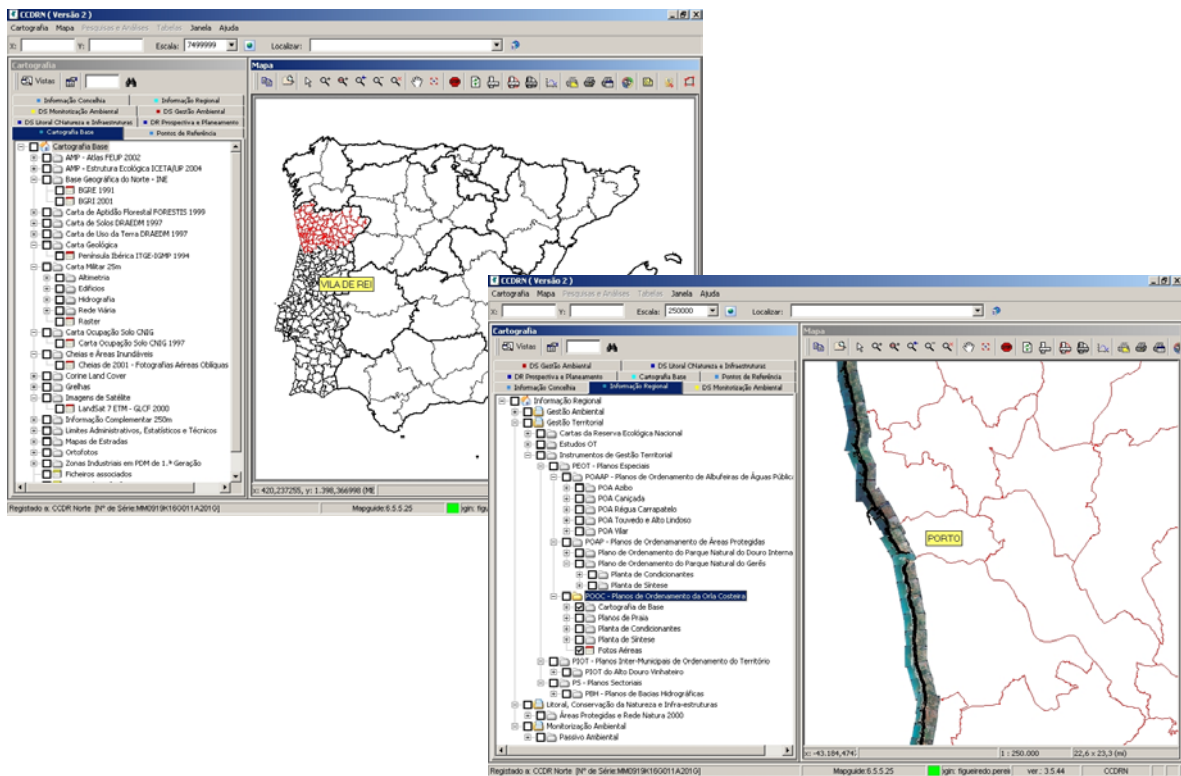 CCDRN ( Versão 2 )
Cartografia Mapa Pesquisas e Análises Tabelas Janela Ajuda
X: Y: Escala: 7499999 Localizar:
Cartografia
Vistas
Informação Concelhia Informação Regional
DS Monitorização Ambiental DS Gestão Ambiental
DS Litoral CNatureza e Infraestruturas DR Prospectiva e Planeamento
Cartografia Base Pontos de Referência
Cartografia Base
AMP - Atlas FEUP 2002
AMP - Estrutura Ecológica ICETA/UP 2004
Base Geográfica do Norte - INE
BGRE 1991
BGRI 2001
Carta de Aptidão Florestal FORESTIS 1999
Carta de Solos DRAEDM 1997
Carta de Uso da Terra DRAEDM 1997
Carta Geológica
Península Ibérica ITGE-IGMP 1994
Carta Militar 25m
Altimetria
Edifícios
Hidrografia
Rede Viária
Raster
Carta Ocupação Solo CNIG
Carta Ocupação Solo CNIG 1997
Cheias e Áreas Inundáveis
Cheias de 2001 - Fotografias Aéreas Oblíquas
Corine Land Cover
Grelhas
Imagens de Satélite
LandSat 7 ETM - GLCF 2000
Informação Complementar 250m
Limites Administrativos, Estatísticos e Técnicos
Mapas de Estradas
Ortofotos
Zonas Industriais em PDM de 1.ª Geração
Ficheiros associados
Mapa
VILA DE REI
x: 420,237255, y: 1.398,366998 (ME
Registado a: CCDR Norte [Nº de Série:MM0919K16G011A201G] Mapguide:6.5.5.25 igin: figu
CCDRN ( Versão 2 )
Cartografia Mapa Pesquisas e Análises Tabelas Janela Ajuda
X: Y: Escala: 250000 Localizar:
Cartografia
Vistas
DS Gestão Ambiental DS Litoral CNatureza e Infraestruturas
DR Prospectiva e Planeamento Cartografia Base Pontos de Referência
Informação Concelhia Informação Regional DS Monitorização Ambiental
Informação Regional
Gestão Ambiental
Gestão Territorial
Cartas da Reserva Ecológica Nacional
Estudos OT
Instrumentos de Gestão Territorial
PEOT - Planos Especiais
POAAP - Planos de Ordenamento de Albufeiras de Águas Públic
POA Azibo
POA Caniçada
POA Régua Carrapatelo
POA Touvedo e Alto Lindoso
POA Vilar
POAP - Planos de Ordenamanento de Áreas Protegidas
Plano de Ordenamento do Parque Natural do Douro Interna
Plano de Ordenamento do Parque Natural do Gerês
Planta de Condicionantes
Planta de Síntese
POOC - Planos de Ordenamento da Orla Costeira
Cartografia de Base
Planos de Praia
Planta de Condicionantes
Planta de Síntese
Fotos Aéreas
PIOT - Planos Inter-Municipais de Ordenamento do Território
PIOT do Alto Douro Vinhateiro
PS - Planos Sectoriais
PBH - Planos de Bacias Hidrográficas
Litoral, Conservação da Natureza e Infra-estruturas
Áreas Protegidas e Rede Natura 2000
Monitorização Ambiental
Passivo Ambiental
Mapa
PORTO
x: -43.184,474; 1 : 250.000 22,6 x 23,3 (mi)
Registado a: CCDR Norte [Nº de Série:MM0919K16G011A201G] Mapguide:6.5.5.25 igin: figueiredo.perei ver.: 3.5.44 CCDRN